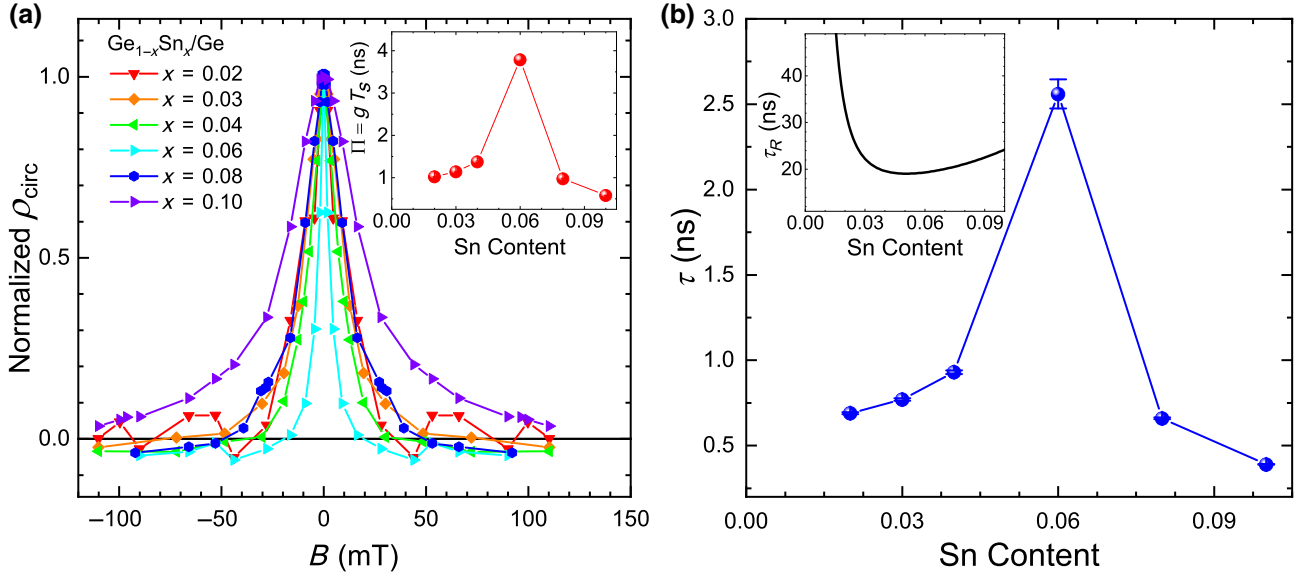 (a)
Ge₁₋ₓSnₓ/Ge
x = 0.02
x = 0.03
x = 0.04
x = 0.06
x = 0.08
x = 0.10
Normalized ρcirc
1.0
0.5
0.0
−100
−50
0
50
100
150
B (mT)
Π = g Tₛ (ns)
4
3
2
1
0
0.00
0.03
0.06
0.09
Sn Content
(b)
τ (ns)
3.0
2.5
2.0
1.5
1.0
0.5
0.00
0.03
0.06
0.09
Sn Content
τR (ns)
40
30
20
0.00
0.03
0.06
0.09
Sn Content